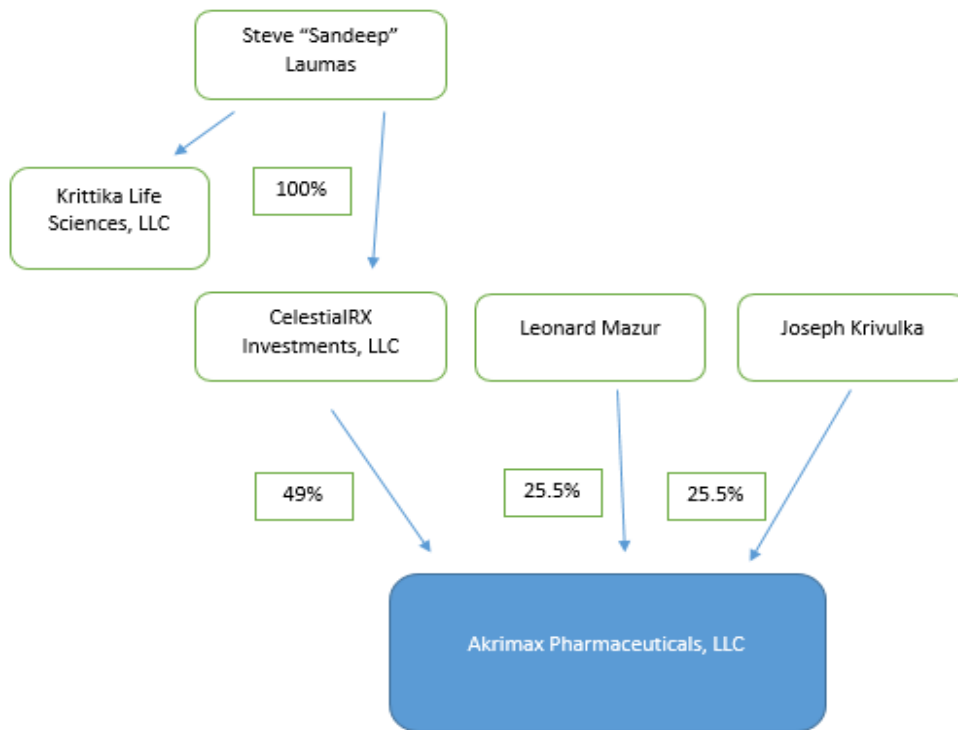 Steve “Sandeep”
Laumas
Krittika Life
Sciences, LLC
100%
CelestialRX
Investments, LLC
Leonard Mazur
Joseph Krivulka
49%
25.5%
25.5%
Akrimax Pharmaceuticals, LLC